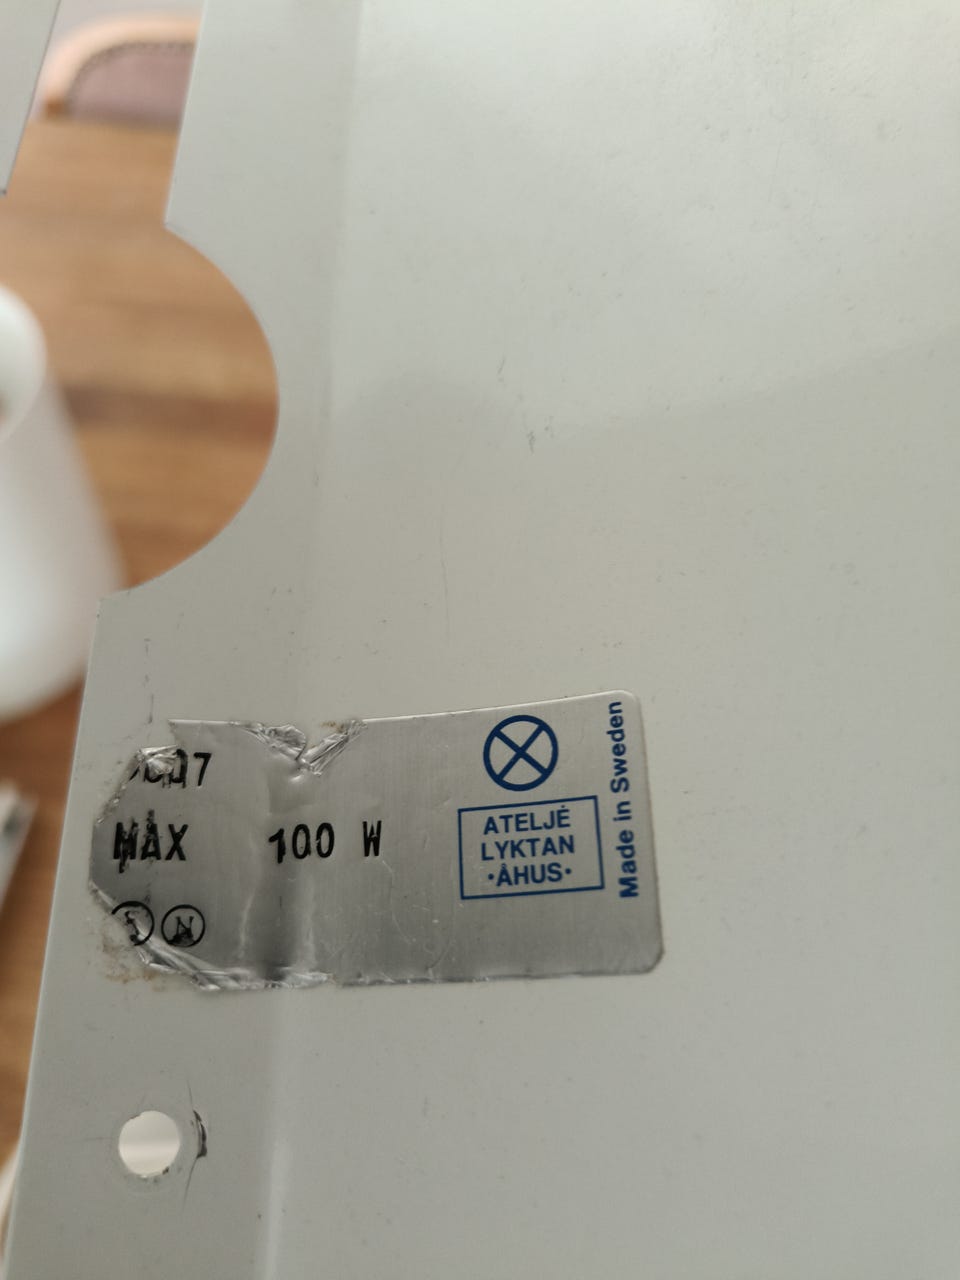 MAX 100 W
S N
ATELJÉ
LYKTAN
·ÅHUS·
Made in Sweden